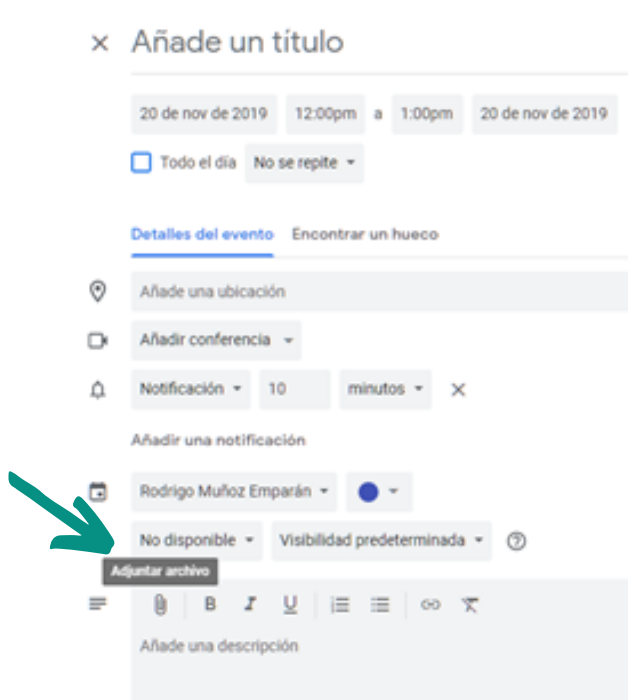 Añade un título
20 de nov de 2019 12:00pm a 1:00pm 20 de nov de 2019
Todo el día No se repite
Detalles del evento Encontrar un hueco
Añade una ubicación
Añadir conferencia
Notificación 10 minutos
Añadir una notificación
Rodrigo Muñoz Emparán
No disponible Visibilidad predeterminada
Adjuntar archivo
B I U
Añade una descripción